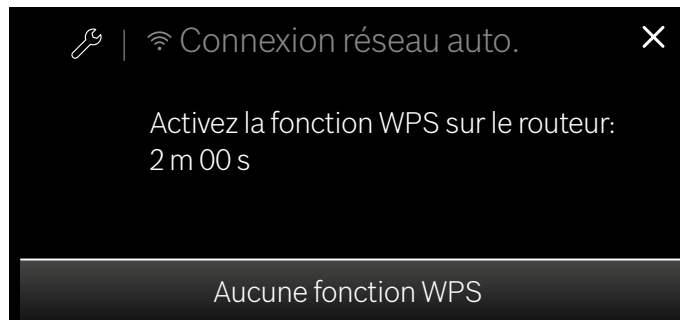 Connexion réseau auto.
Activez la fonction WPS sur le routeur:
2 m 00 s
Aucune fonction WPS